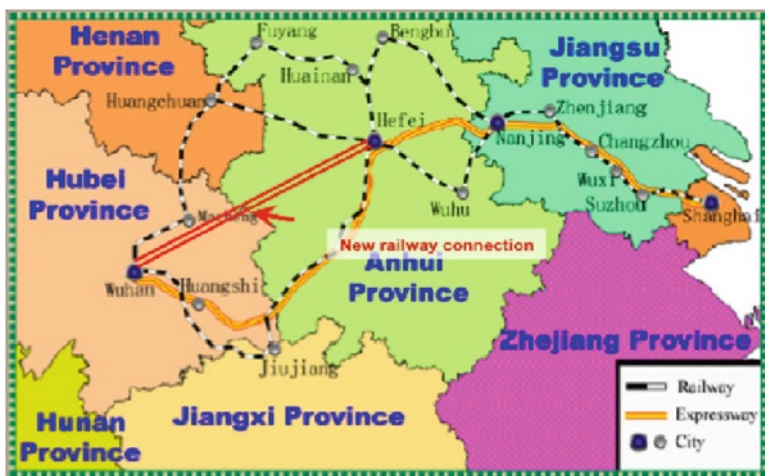 Henan
Province
Fuyang
Bengbu
Jiangsu
Province
Huainan
Huangchuan
Zhenjiang
Hefei
Nanjing
Changzhou
Hubei
Province
Wuxi
Suzhou
Wuhu
Macheng
Shanghai
New railway connection
Anhui
Province
Wuhan
Huangshi
Zhejiang Province
Jiujiang
Railway
Expressway
City
Hunan
Province
Jiangxi Province